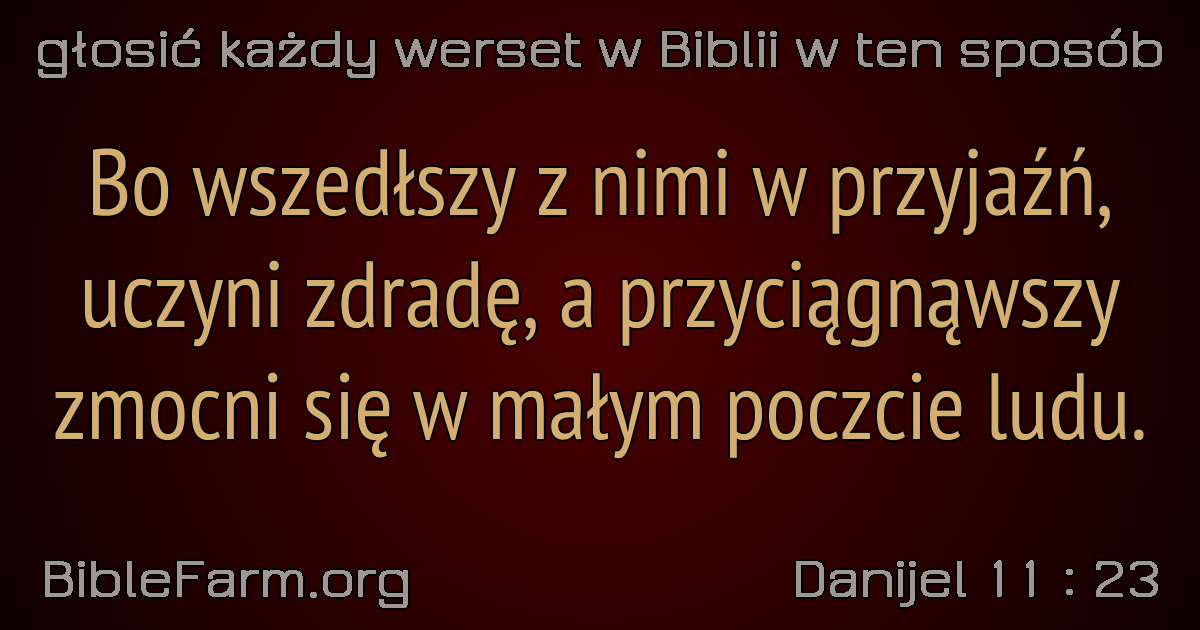 głosić każdy werset w Biblii w ten sposób
Bo wszedłszy z nimi w przyjaźń,
uczyni zdradę, a przyciągnąwszy
zmocni się w małym poczcie ludu.
BibleFarm.org
Danijel 11 : 23